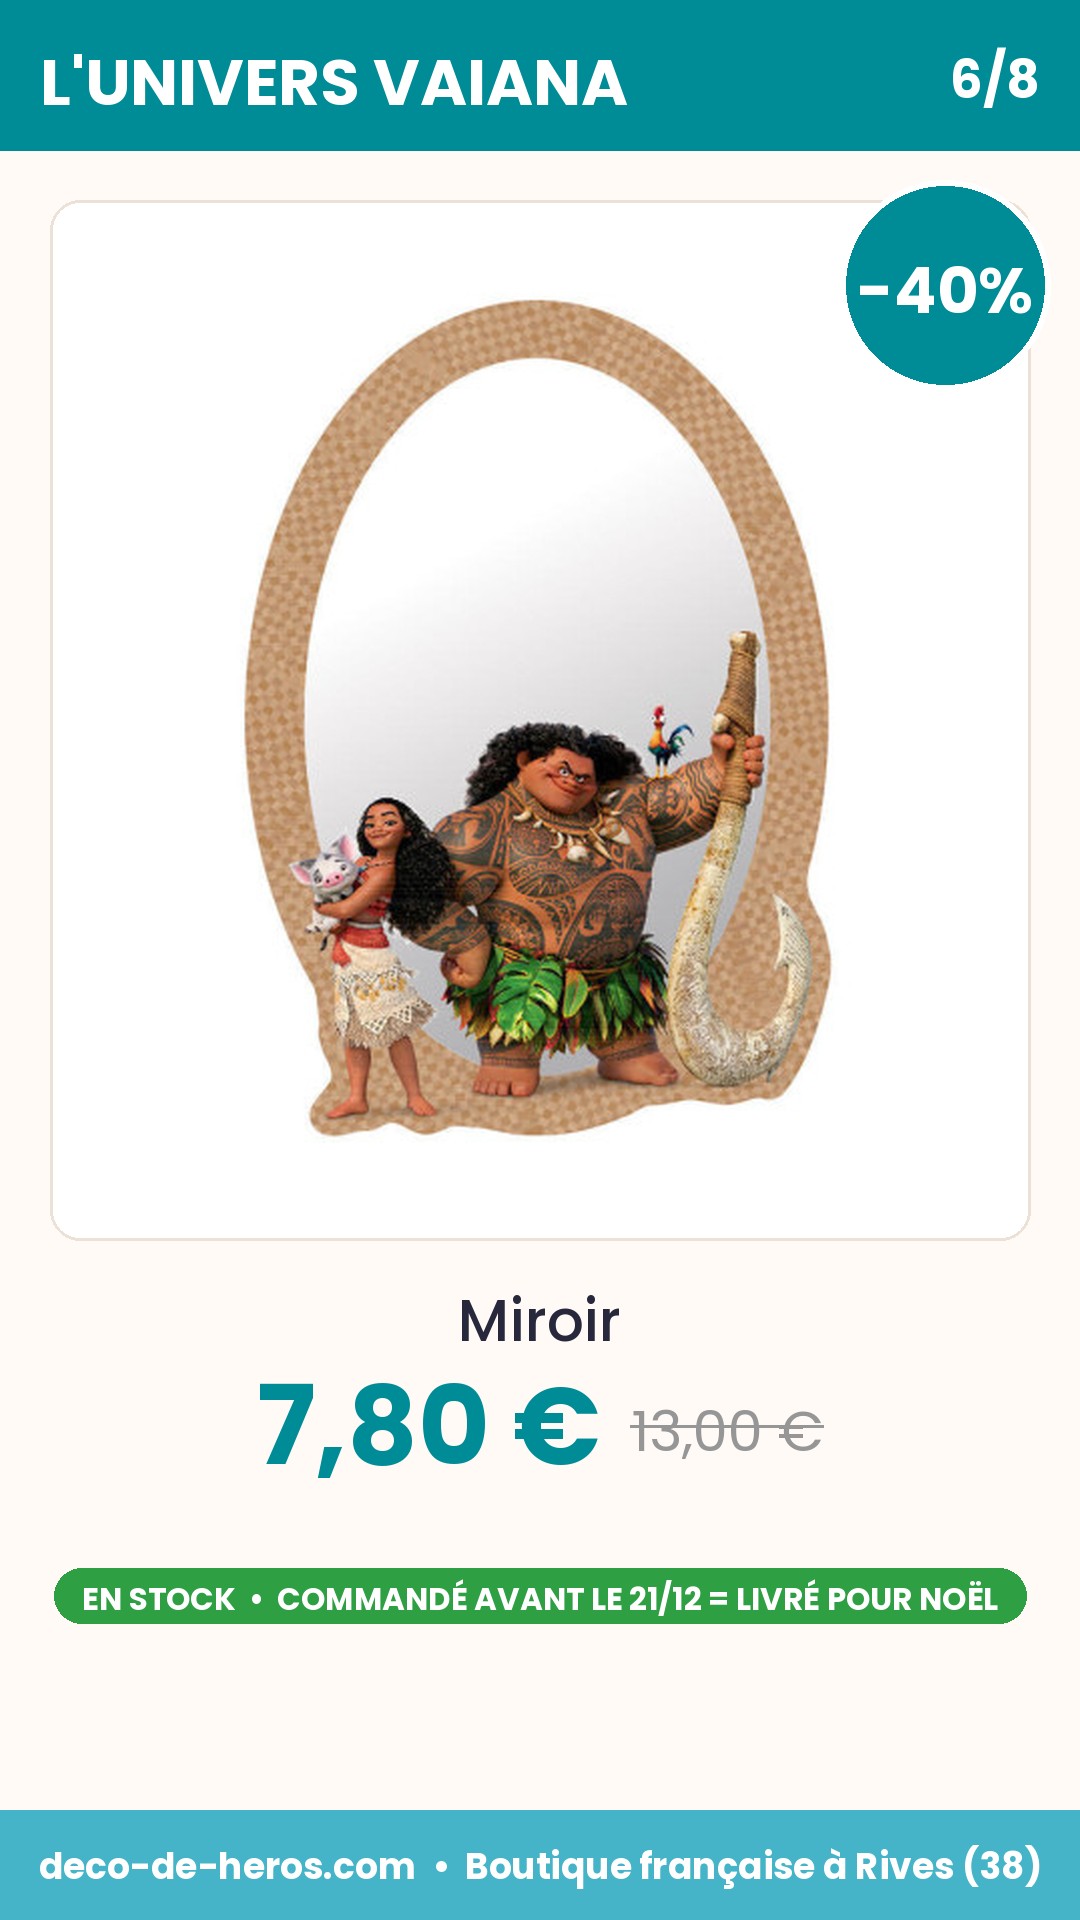 L'UNIVERS VAIANA
6/8
-40%
Miroir
7,80 € 13,00 €
EN STOCK • COMMANDÉ AVANT LE 21/12 = LIVRÉ POUR NOËL
deco-de-heros.com • Boutique française à Rives (38)